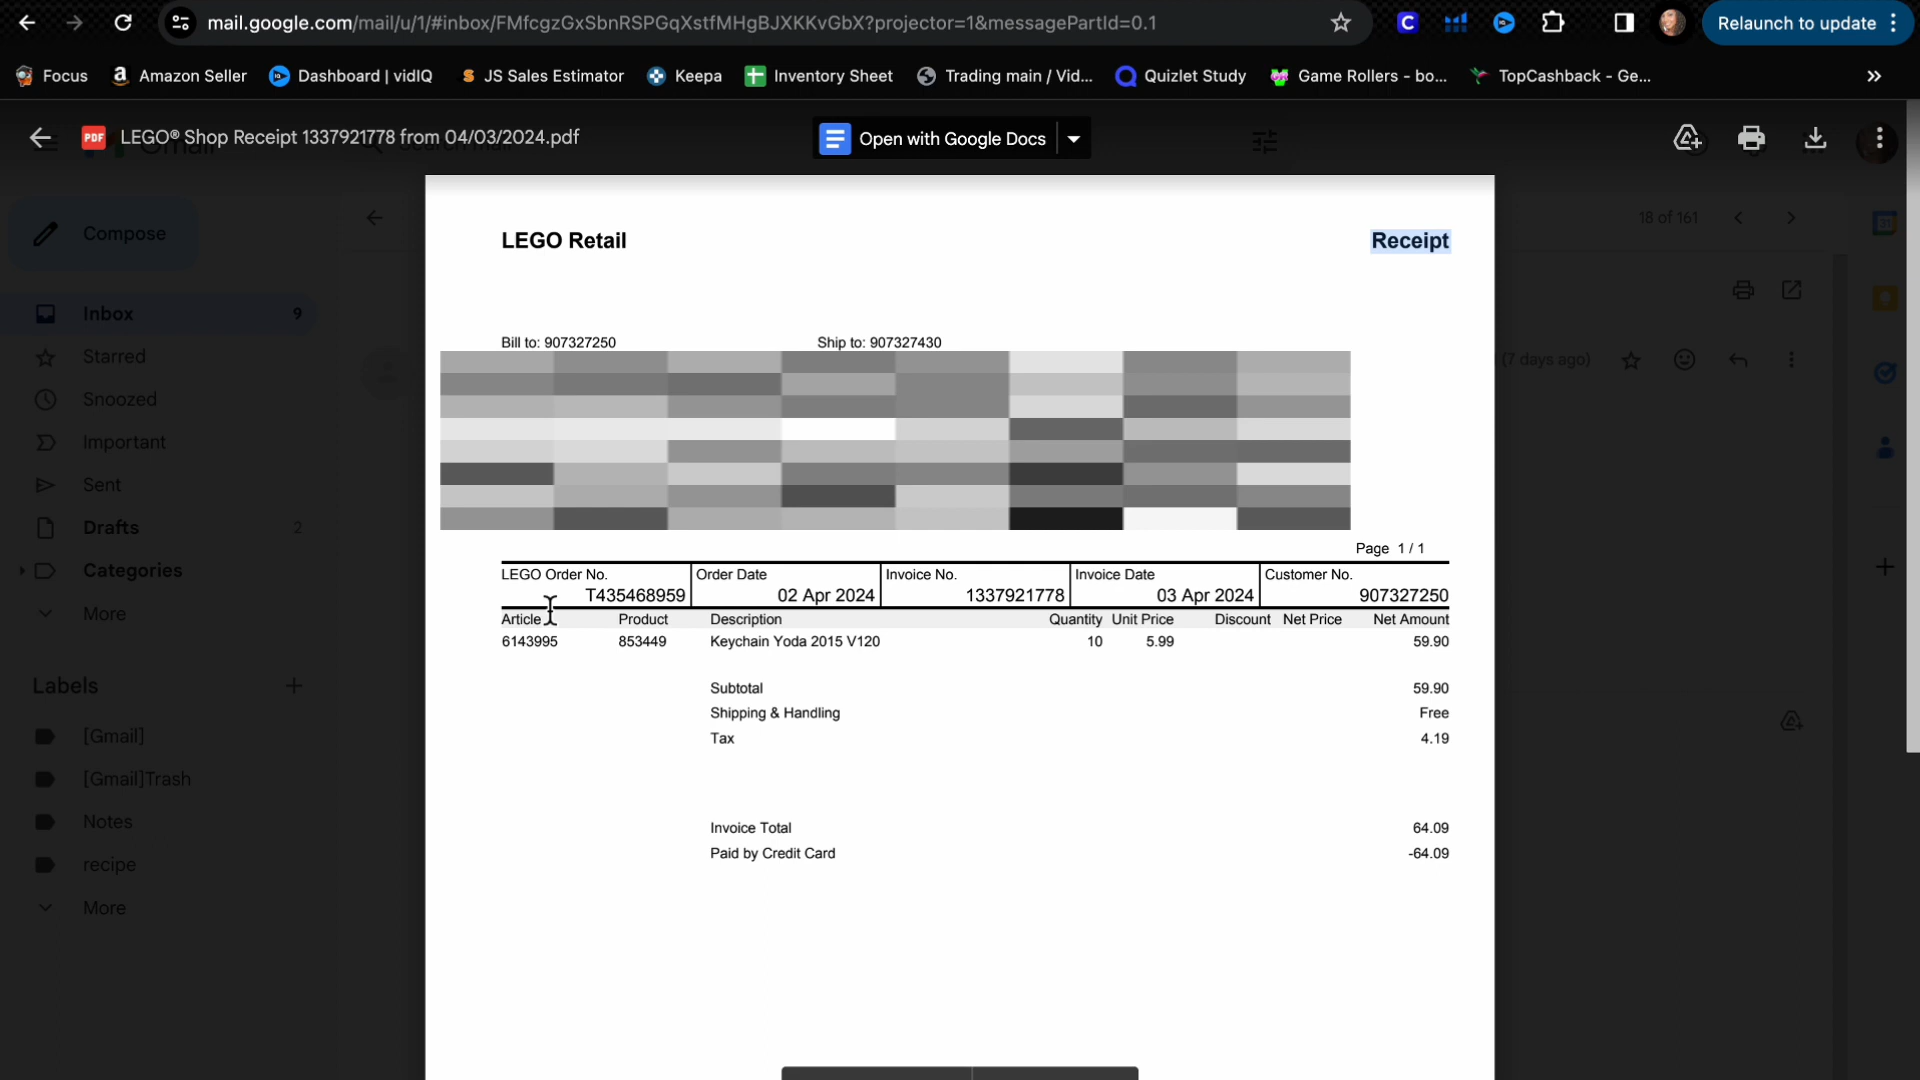 mail.google.com/mail/u/1/#inbox/FMfcgzGxSbnRSPGqXstfMHgBJXKKvGbX?projector=1&messagePartId=0.1
Relaunch to update
Focus
Amazon Seller
Dashboard | vidIQ
JS Sales Estimator
Keepa
Inventory Sheet
Trading main / Vid...
Quizlet Study
Game Rollers - bo...
TopCashback - Ge...
PDF
LEGO® Shop Receipt 1337921778 from 04/03/2024.pdf
Open with Google Docs
Compose
18 of 161
LEGO Retail Receipt
Inbox 9
Bill to: 907327250 Ship to: 907327430
Starred
(7 days ago)
Snoozed
Important
Sent
Drafts 2
Categories
More
Page 1 / 1
LEGO Order No. Order Date Invoice No. Invoice Date Customer No.
T435468959 02 Apr 2024 1337921778 03 Apr 2024 907327250
Article Product Description Quantity Unit Price Discount Net Price Net Amount
6143995 853449 Keychain Yoda 2015 V120 10 5.99 59.90
Subtotal 59.90
Shipping & Handling Free
Tax 4.19
Invoice Total 64.09
Paid by Credit Card -64.09
Labels
[Gmail]
[Gmail]Trash
Notes
recipe
More